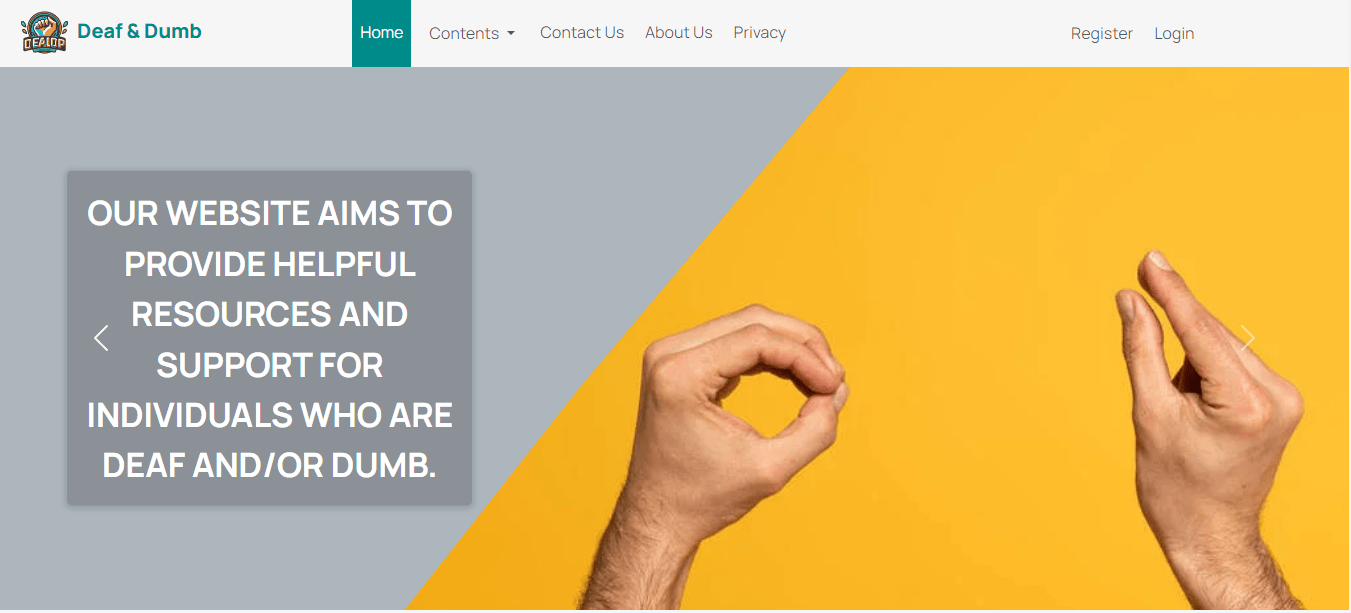 DEAIDP
Deaf & Dumb
Home
Contents
Contact Us
About Us
Privacy
Register
Login
OUR WEBSITE AIMS TO
PROVIDE HELPFUL
RESOURCES AND
SUPPORT FOR
INDIVIDUALS WHO ARE
DEAF AND/OR DUMB.